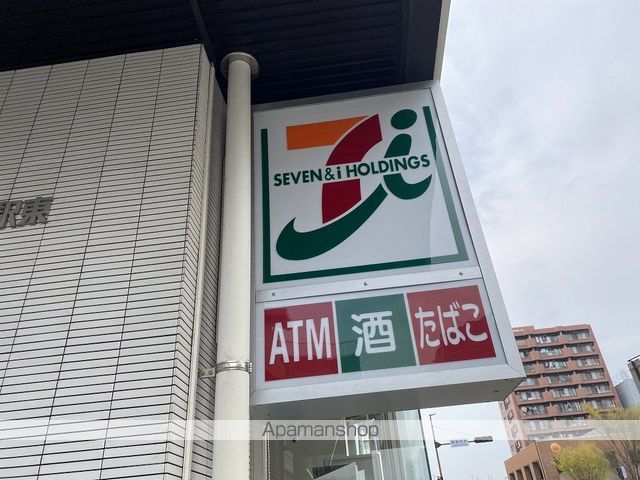 駅東
SEVEN&i HOLDINGS
ATM 酒 たばこ
Apamanshop